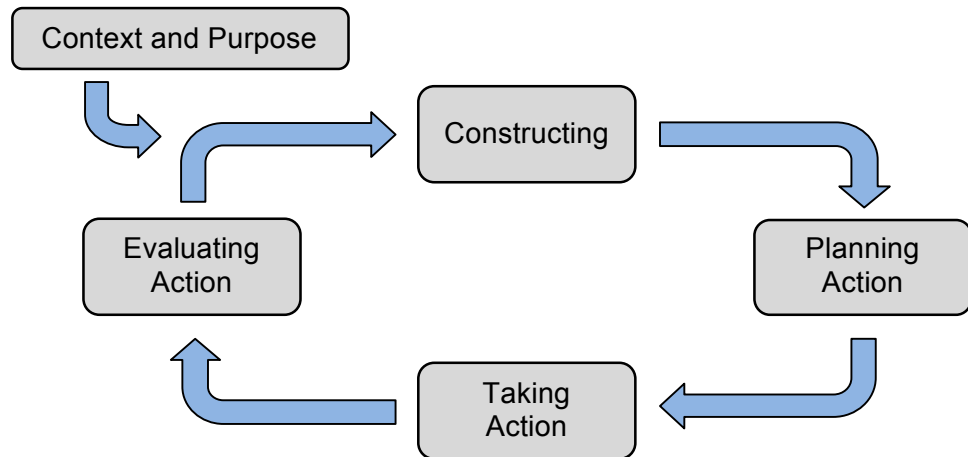 Context and Purpose
Constructing
Evaluating
Action
Planning
Action
Taking
Action